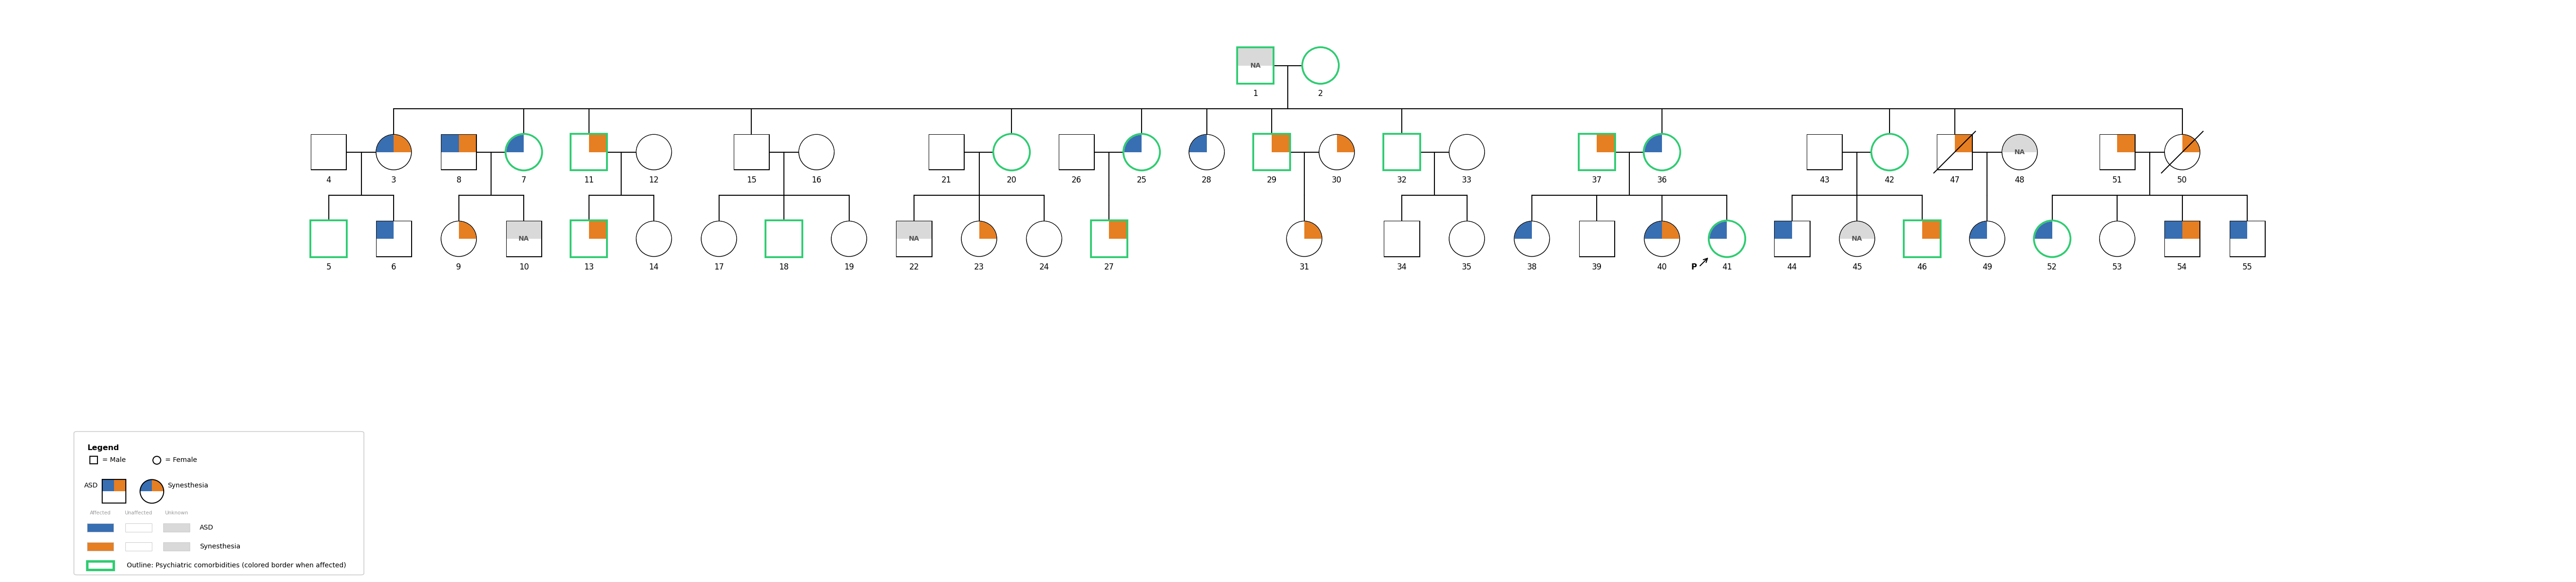 NA
1 2
NA
4 3 8 7 11 12 15 16 21 20 26 25 28 29 30 32 33 37 36 43 42 47 48 51 50
NA NA NA
5 6 9 10 13 14 17 18 19 22 23 24 27 31 34 35 38 39 40 P 41 44 45 46 49 52 53 54 55
Legend
= Male = Female
ASD Synesthesia
Affected Unaffected Unknown
ASD
Synesthesia
Outline: Psychiatric comorbidities (colored border when affected)